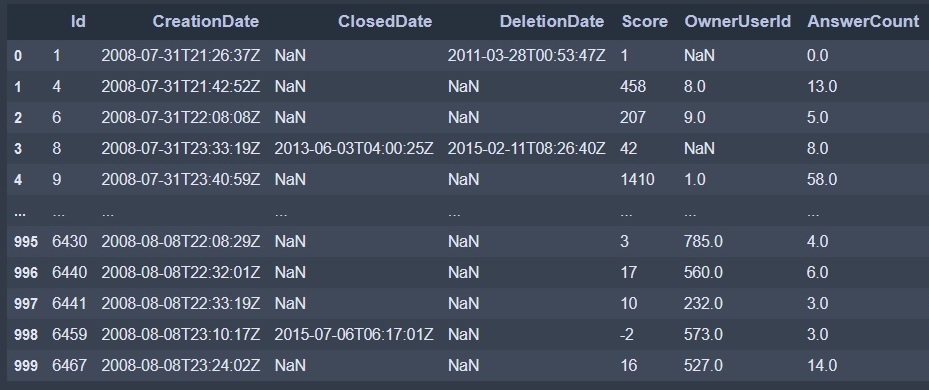 Id CreationDate ClosedDate DeletionDate Score OwnerUserId AnswerCount
0 1 2008-07-31T21:26:37Z NaN 2011-03-28T00:53:47Z 1 NaN 0.0
1 4 2008-07-31T21:42:52Z NaN NaN 458 8.0 13.0
2 6 2008-07-31T22:08:08Z NaN NaN 207 9.0 5.0
3 8 2008-07-31T23:33:19Z 2013-06-03T04:00:25Z 2015-02-11T08:26:40Z 42 NaN 8.0
4 9 2008-07-31T23:40:59Z NaN NaN 1410 1.0 58.0
... ... ... ... ... ... ... ...
995 6430 2008-08-08T22:08:29Z NaN NaN 3 785.0 4.0
996 6440 2008-08-08T22:32:01Z NaN NaN 17 560.0 6.0
997 6441 2008-08-08T22:33:19Z NaN NaN 10 232.0 3.0
998 6459 2008-08-08T23:10:17Z 2015-07-06T06:17:01Z NaN -2 573.0 3.0
999 6467 2008-08-08T23:24:02Z NaN NaN 16 527.0 14.0